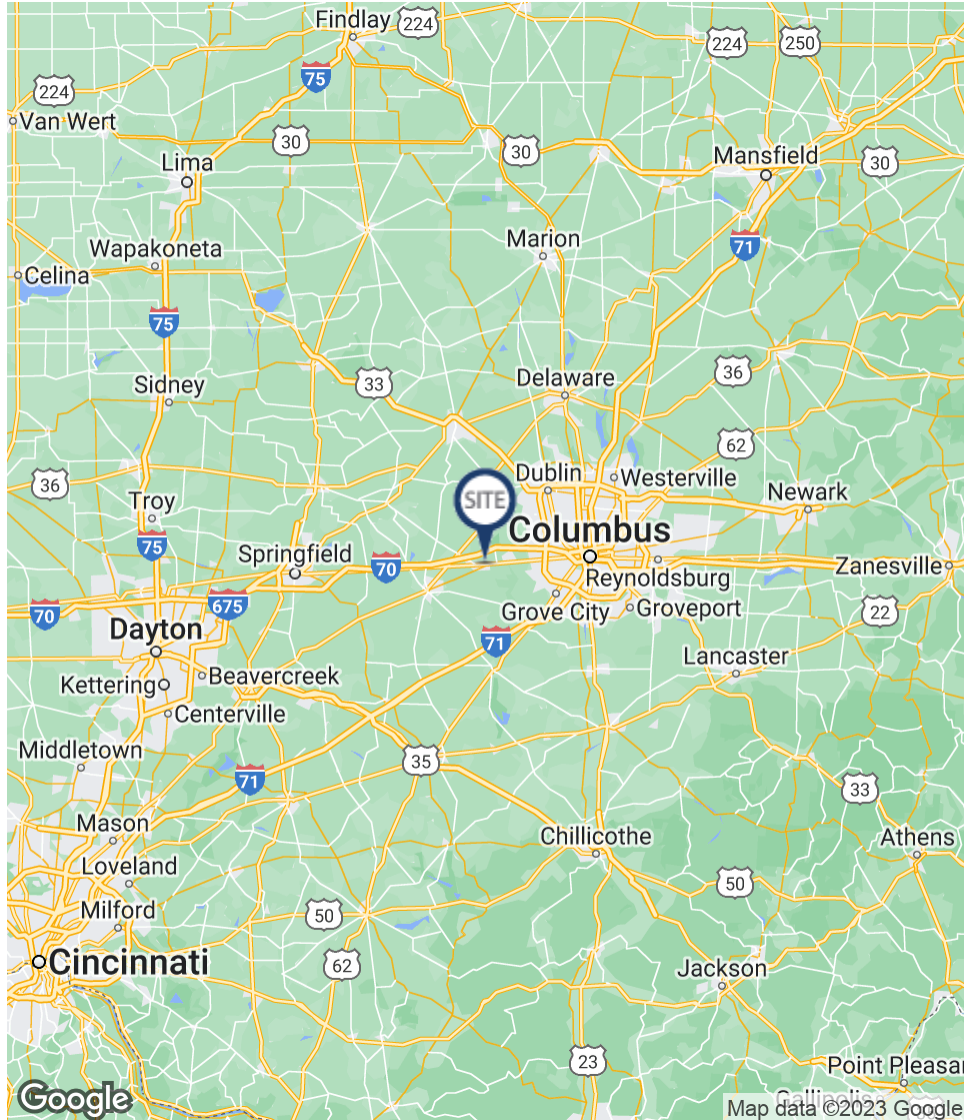 Findlay
224
224
250
75
224
Van Wert
30
30
Mansfield
30
Lima
Marion
71
Wapakoneta
Celina
75
36
33
Delaware
Sidney
62
36
Dublin
Westerville
SITE
Newark
Troy
Columbus
75
Springfield
70
Zanesville
Reynoldsburg
675
70
Grove City
Groveport
22
Dayton
71
Lancaster
Beavercreek
Kettering
Centerville
Middletown
35
71
33
Mason
Chillicothe
Athens
Loveland
50
Milford
50
62
Cincinnati
Jackson
23
Point Pleasan
Google
Map data ©2023 Google